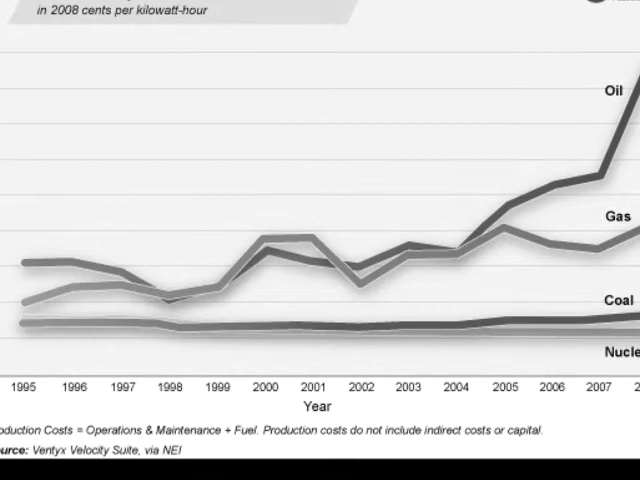 in 2008 cents per kilowatt-hour
Oil
Gas
Coal
Nucle
1995 1996 1997 1998 1999 2000 2001 2002 2003 2004 2005 2006 2007 2
Year
oduction Costs = Operations & Maintenance + Fuel. Production costs do not include indirect costs or capital.
urce: Ventyx Velocity Suite, via NEI